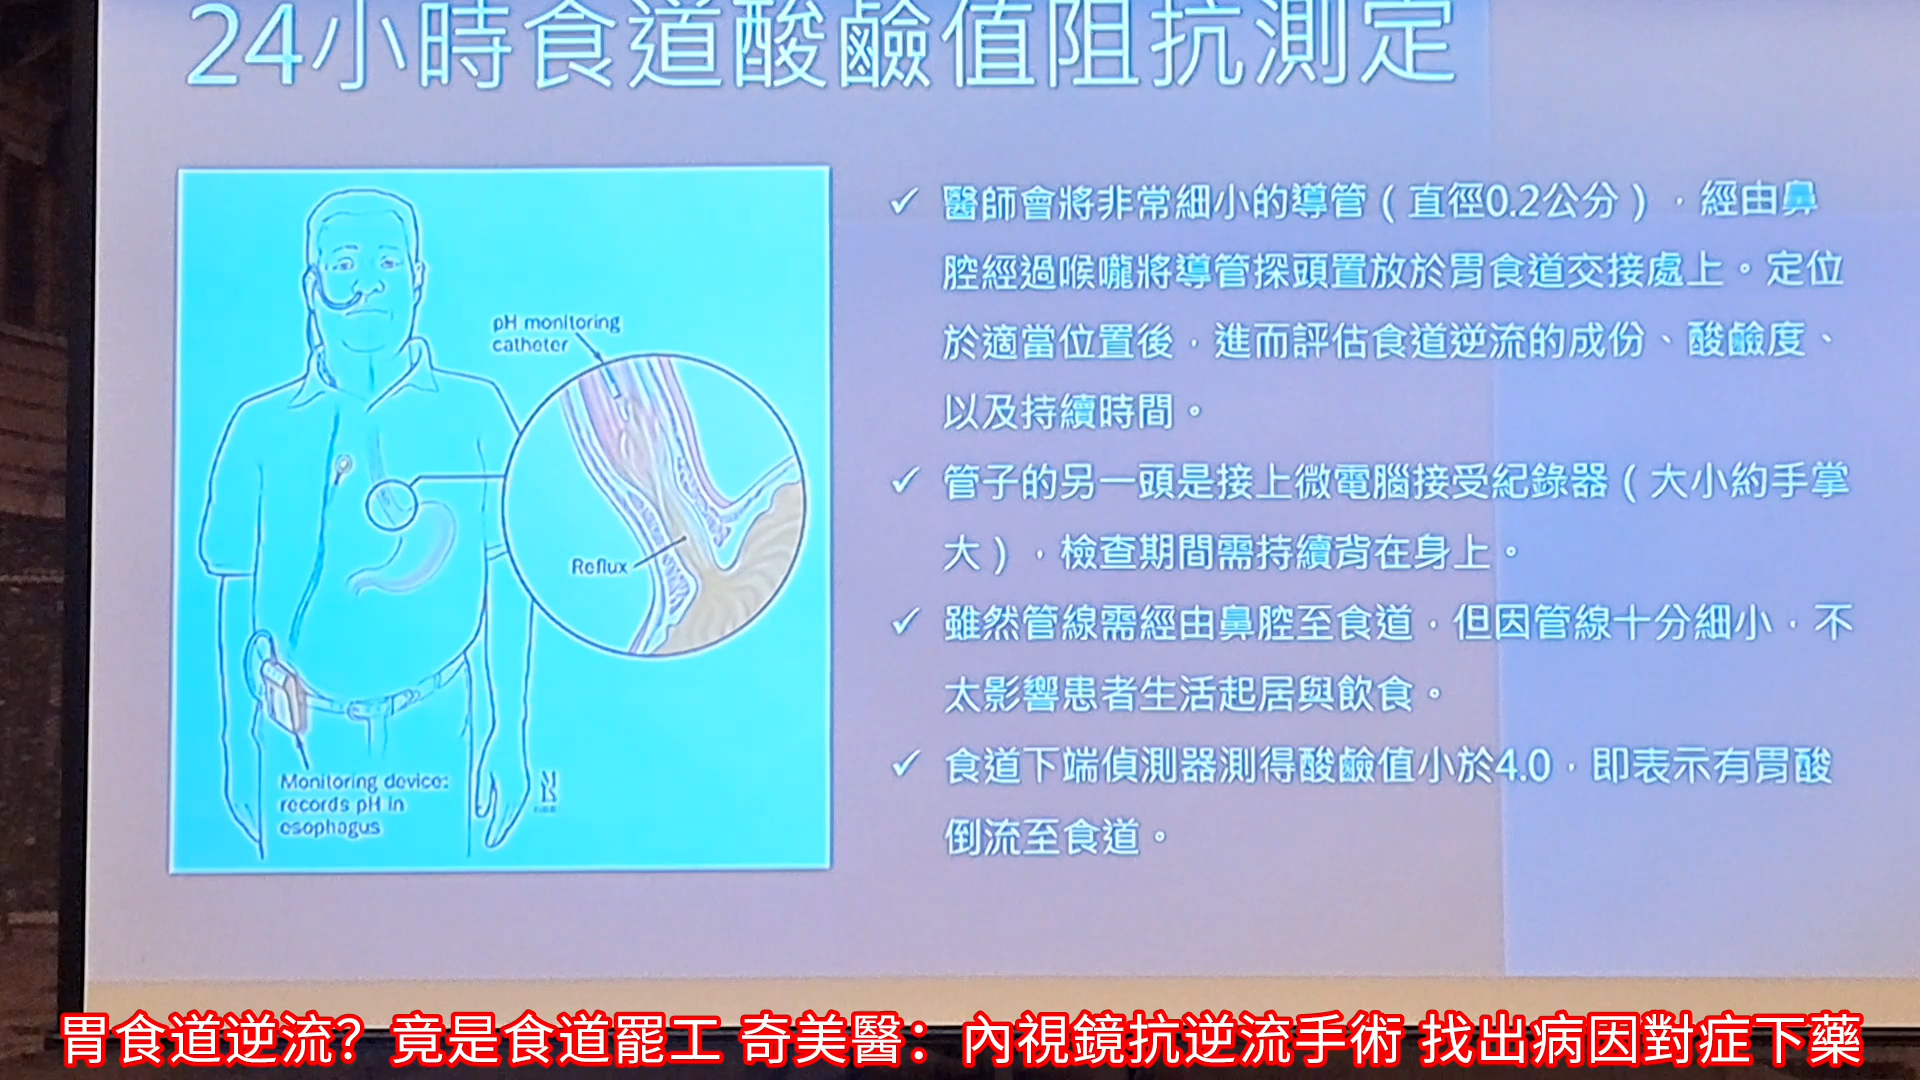 24小時食道酸鹼值阻抗測定
✓ 醫師會將非常細小的導管(直徑0.2公分),經由鼻
腔經過喉嚨將導管探頭置放於胃食道交接處上。定位
於適當位置後,進而評估食道逆流的成份、酸鹼度、
以及持續時間。
✓ 管子的另一頭是接上微電腦接受紀錄器(大小約手掌
大),檢查期間需持續背在身上。
✓ 雖然管線需經由鼻腔至食道,但因管線十分細小,不
太影響患者生活起居與飲食。
✓ 食道下端偵測器測得酸鹼值小於4.0,即表示有胃酸
倒流至食道。
pH monitoring
catheter
Reflux
Monitoring device:
records pH in
esophagus
胃食道逆流?竟是食道罷工 奇美醫:內視鏡抗逆流手術 找出病因對症下藥